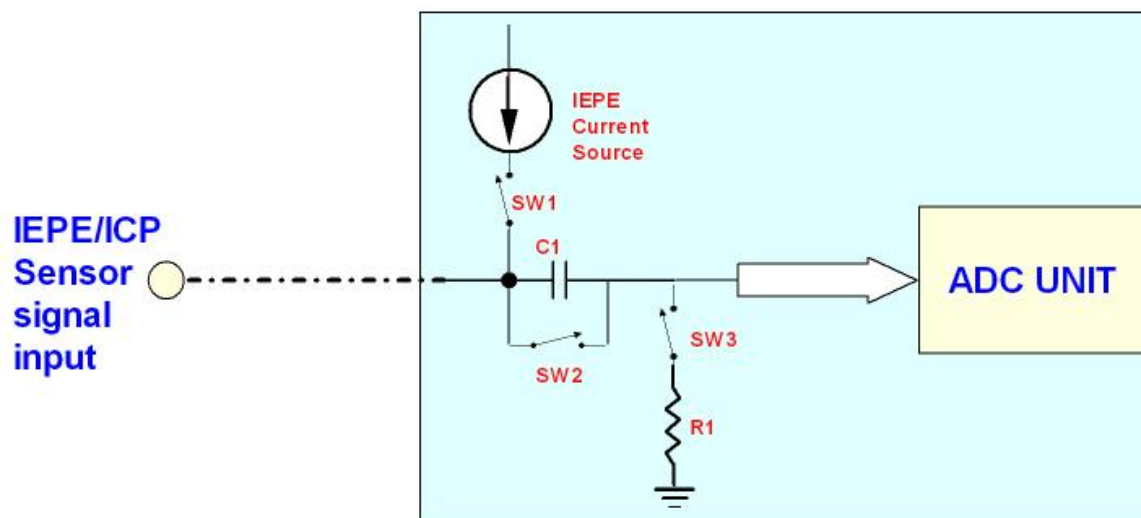 IEPE/ICP
Sensor
signal
input
IEPE
Current
Source
SW1
C1
SW2
SW3
R1
ADC UNIT